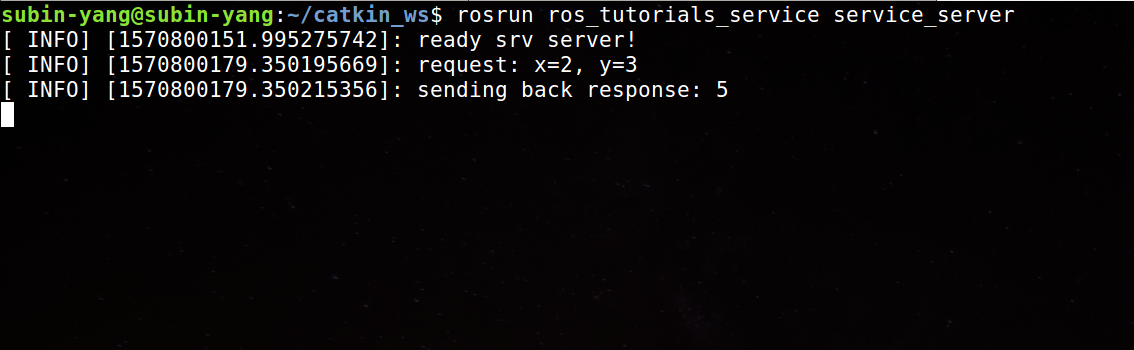 subin-yang@subin-yang:~/catkin_ws$ rosrun ros_tutorials_service service_server
[ INFO] [1570800151.995275742]: ready srv server!
[ INFO] [1570800179.350195669]: request: x=2, y=3
[ INFO] [1570800179.350215356]: sending back response: 5